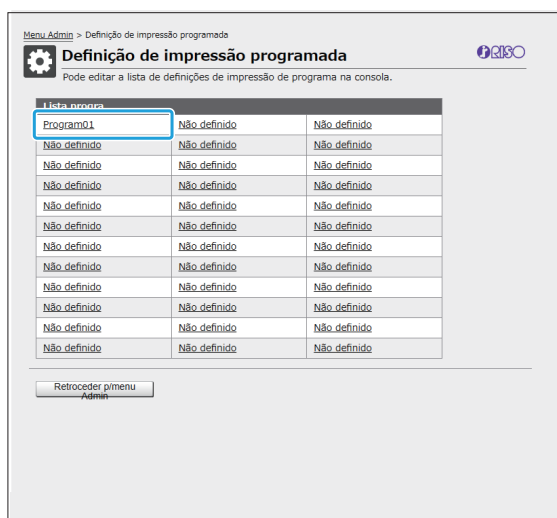 Menu Admin > Definição de impressão programada
Definição de impressão programada
RISO
Pode editar a lista de definições de impressão de programa na consola.
Lista progra
Program01 Não definido Não definido
Não definido Não definido Não definido
Não definido Não definido Não definido
Não definido Não definido Não definido
Não definido Não definido Não definido
Não definido Não definido Não definido
Não definido Não definido Não definido
Não definido Não definido Não definido
Não definido Não definido Não definido
Não definido Não definido Não definido
Não definido Não definido Não definido
Não definido Não definido Não definido
Retroceder p/menu
Admin